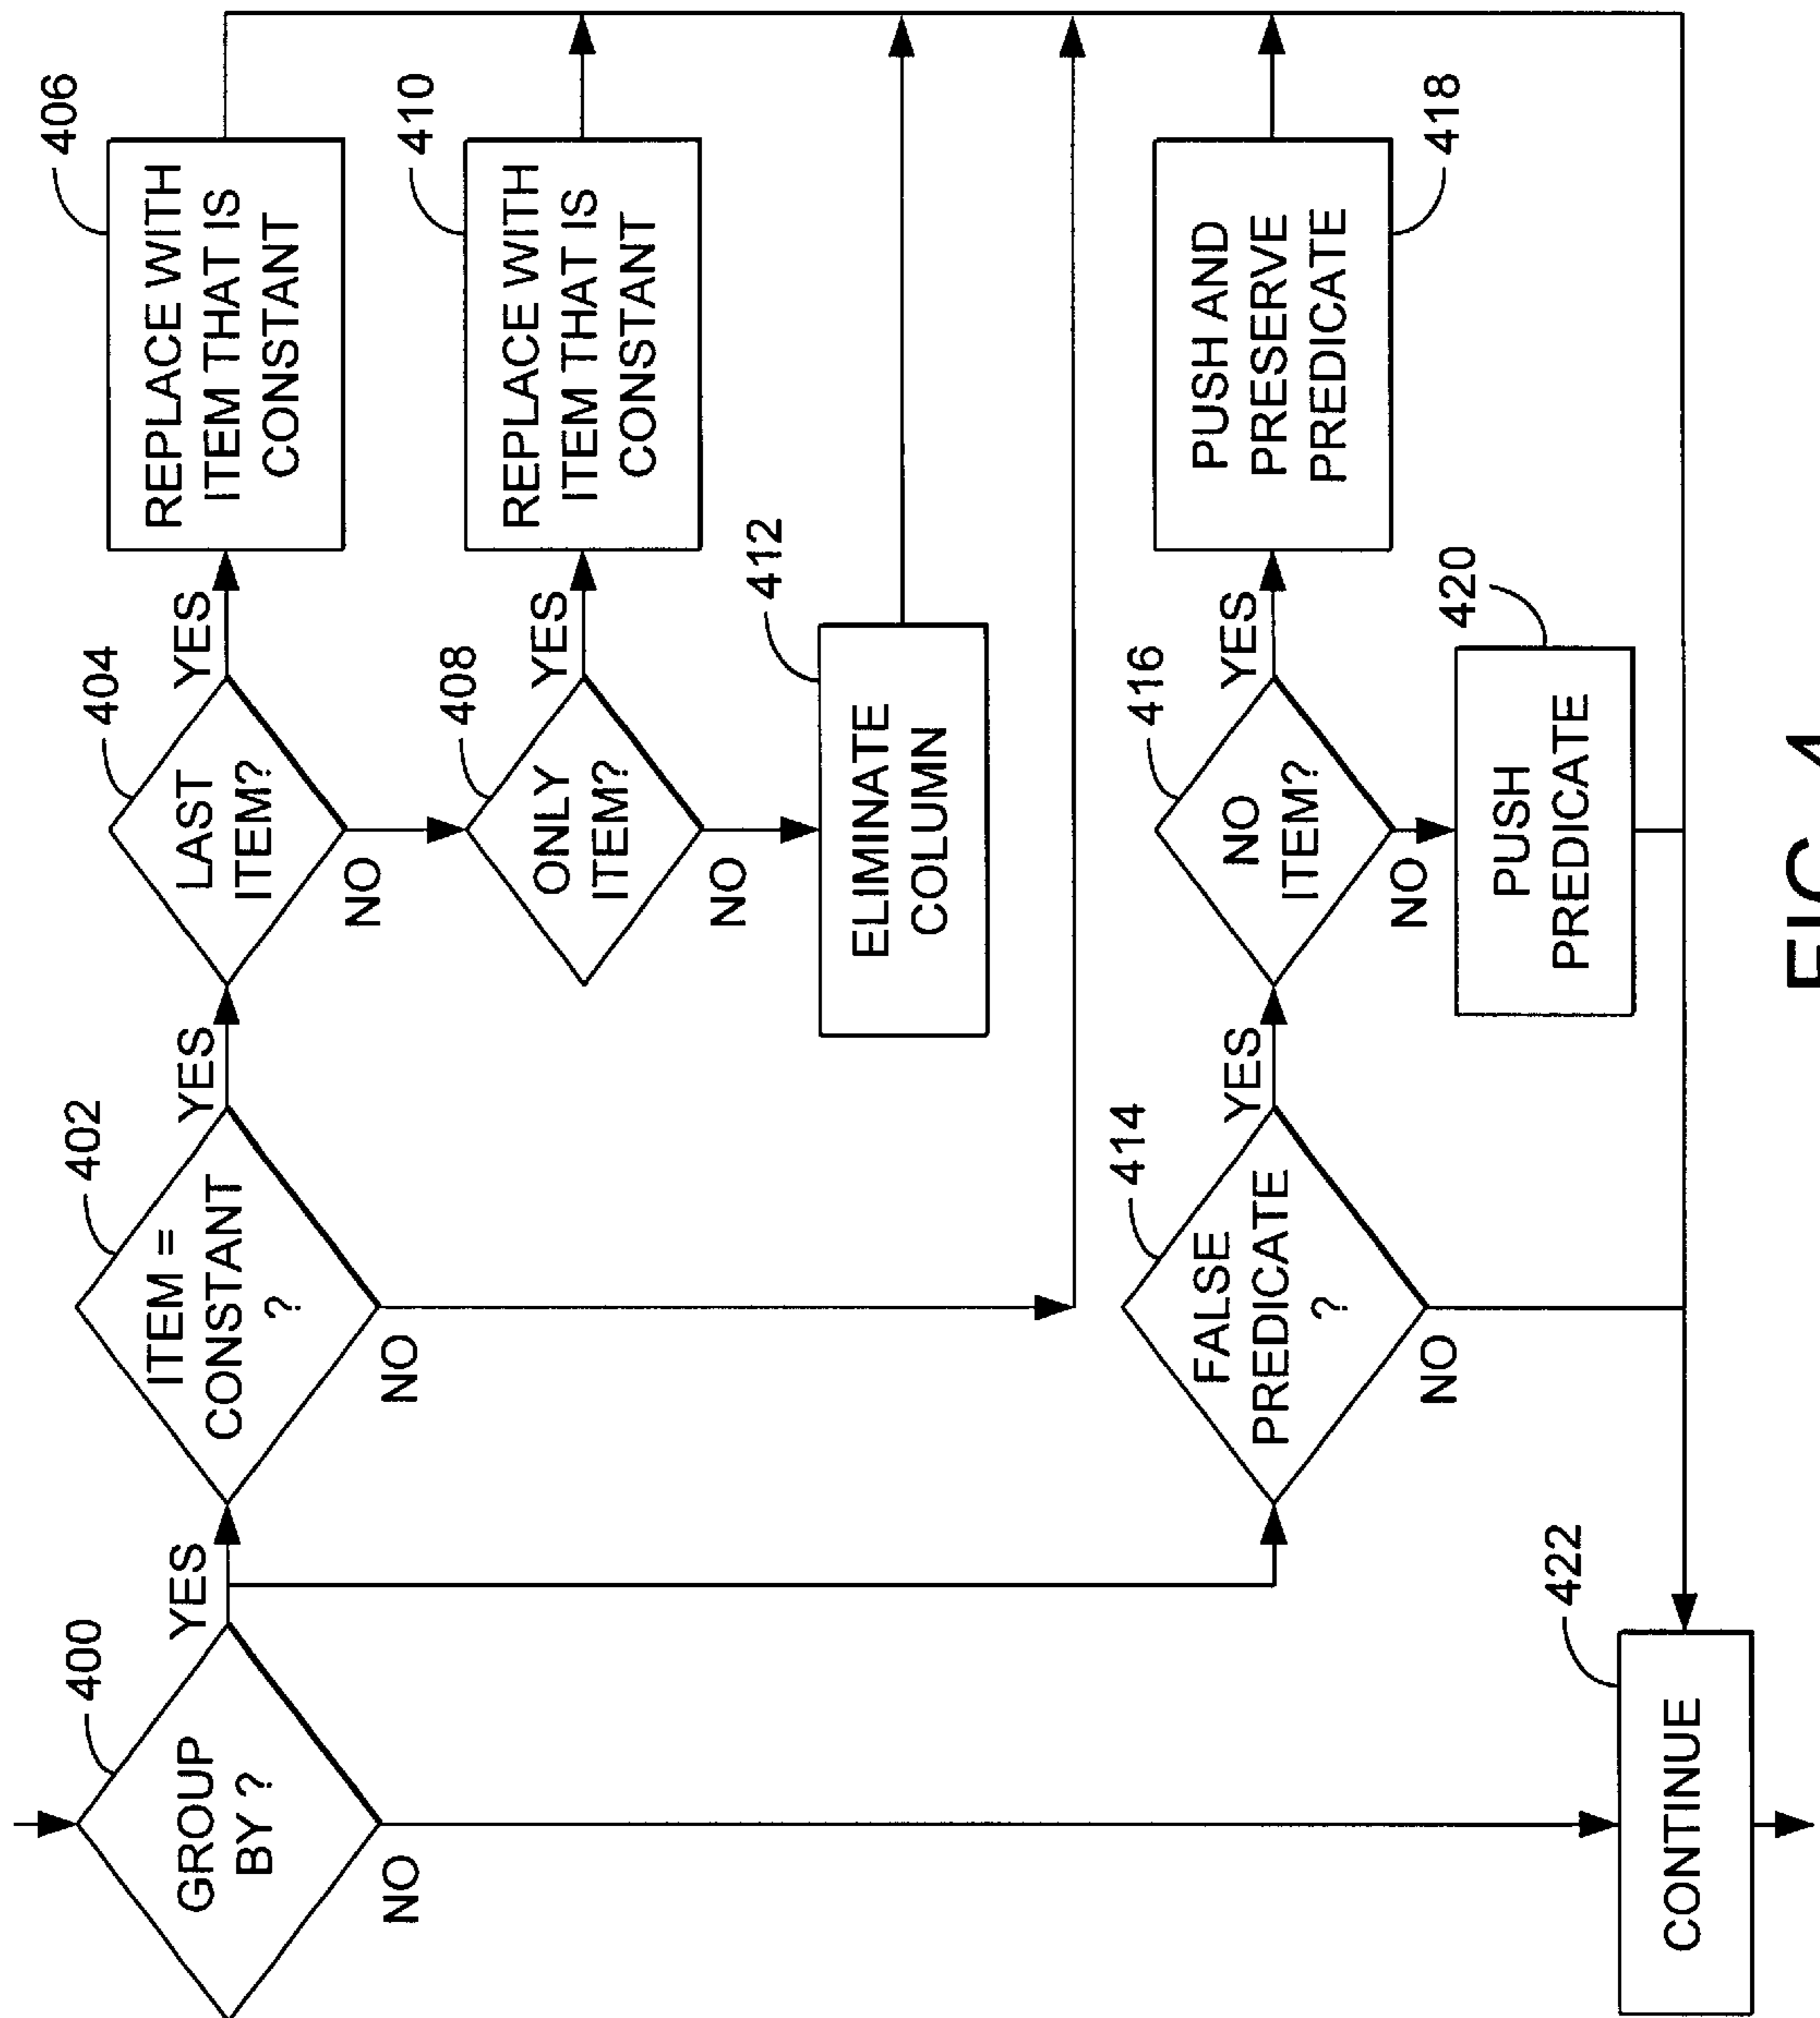 400
GROUP
BY?
YES
NO
402
ITEM =
CONSTANT
?
YES
NO
404
LAST
ITEM?
YES
NO
406
REPLACE WITH
ITEM THAT IS
CONSTANT
408
ONLY
ITEM?
YES
NO
410
REPLACE WITH
ITEM THAT IS
CONSTANT
412
ELIMINATE
COLUMN
414
FALSE
PREDICATE
?
YES
NO
416
NO
ITEM?
YES
NO
418
PUSH AND
PRESERVE
PREDICATE
420
PUSH
PREDICATE
422
CONTINUE
FIG. 4